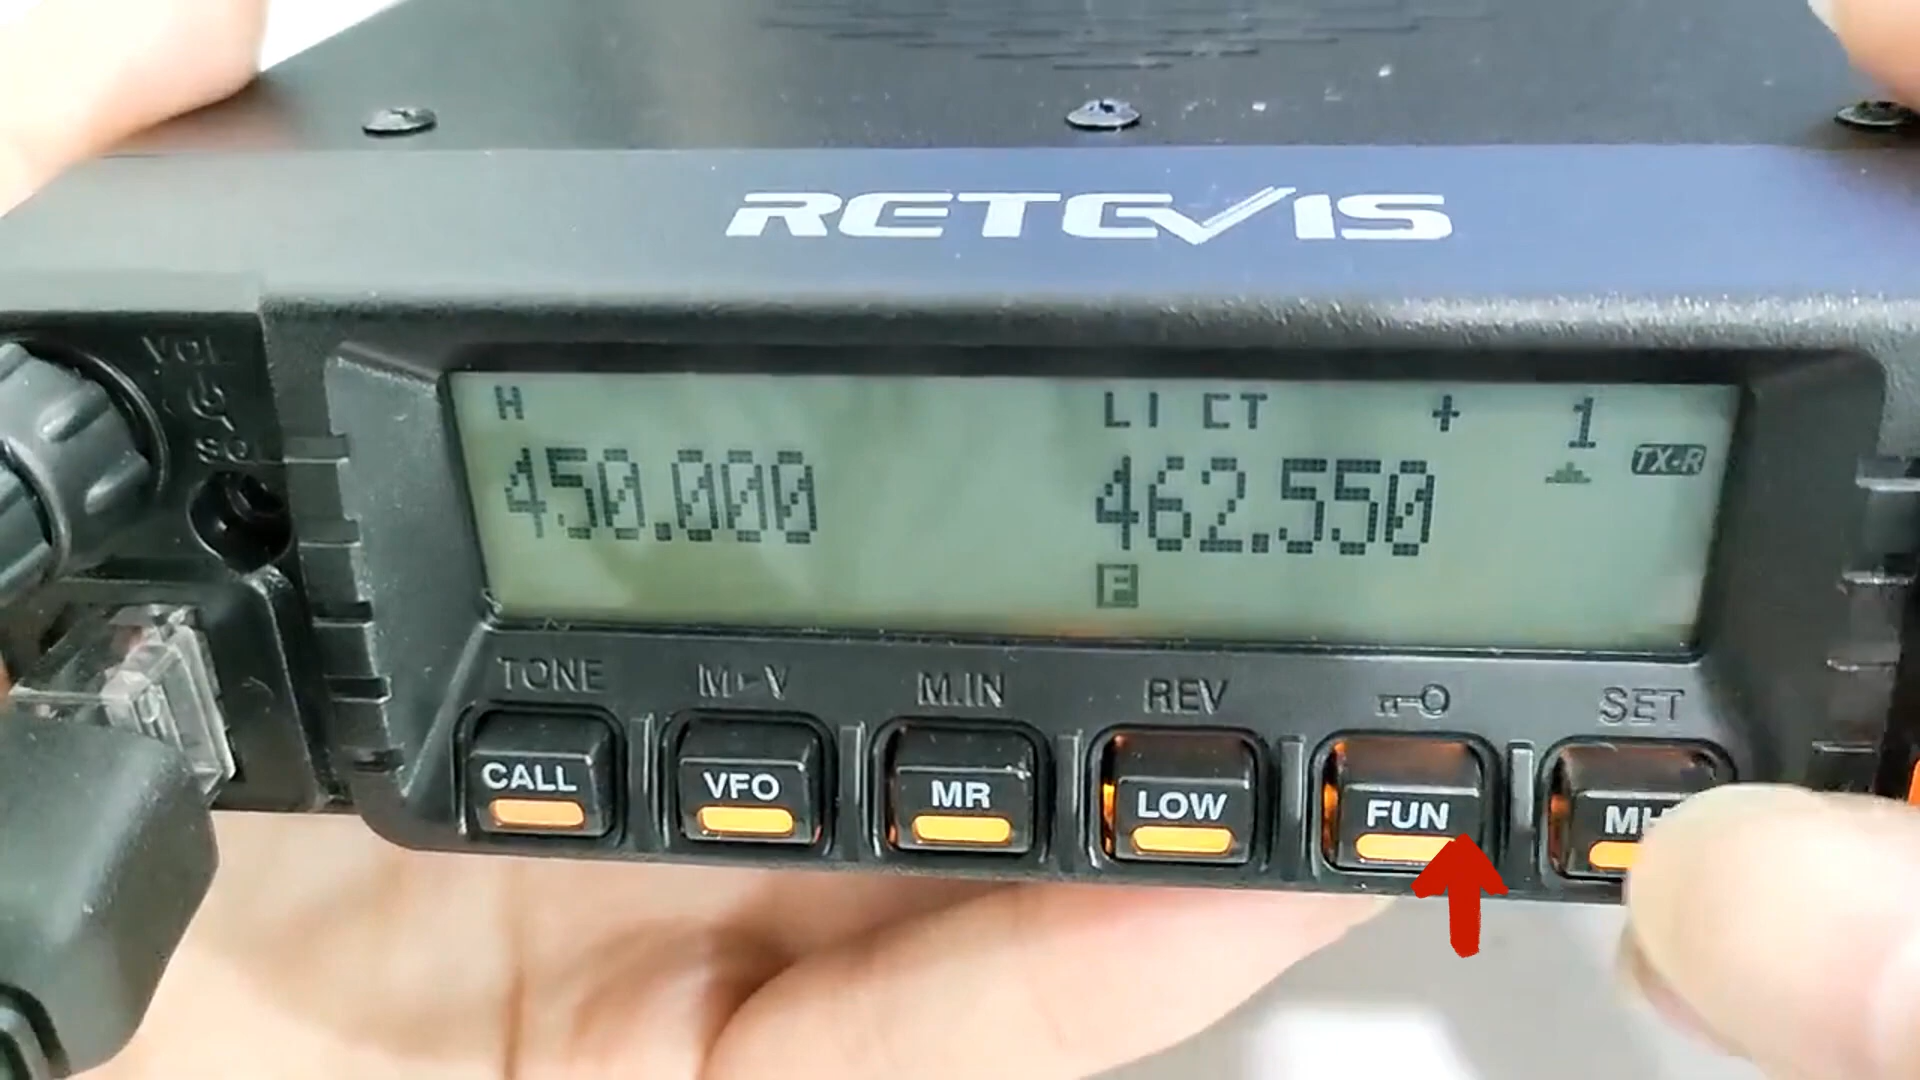 RETEVIS
VOL
SQ
H
LI CT + 1
450.000
462.550
TX-R
F
TONE M►V M.IN REV SET
CALL VFO MR LOW FUN